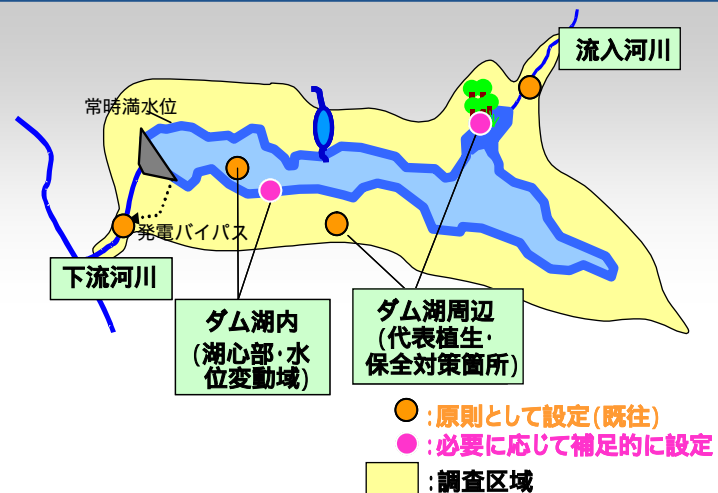 流入河川
常時満水位
発電バイパス
下流河川
ダム湖内
(湖心部・水
位変動域)
ダム湖周辺
(代表植生・
保全対策箇所)
:原則として設定(既往)
:必要に応じて補足的に設定
:調査区域